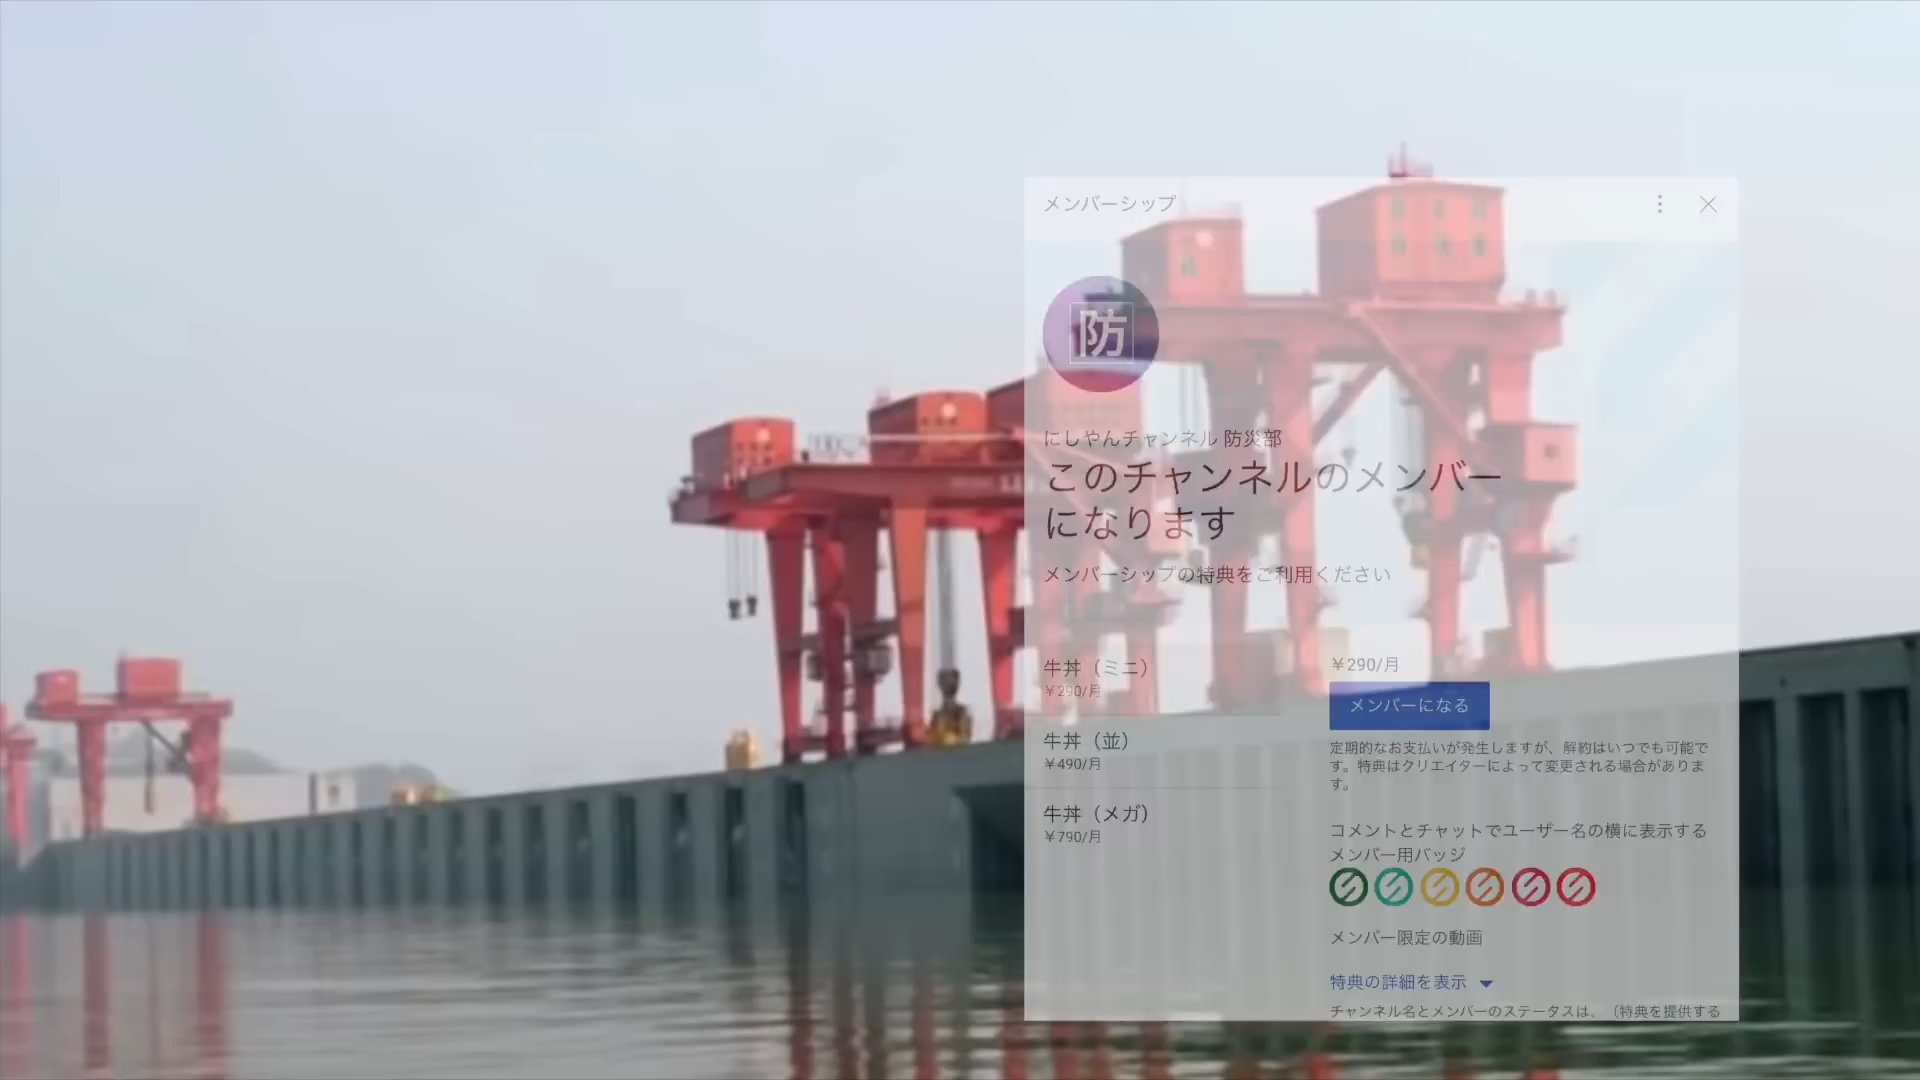 メンバーシップ
防
にしやんチャンネル 防災部
このチャンネルのメンバー
になります
メンバーシップの特典をご利用ください
牛丼（ミニ）
￥290/月
牛丼（並）
￥490/月
牛丼（メガ）
￥790/月
￥290/月
メンバーになる
定期的なお支払いが発生しますが、解約はいつでも可能で
す。特典はクリエイターによって変更される場合がありま
す。
コメントとチャットでユーザー名の横に表示する
メンバー用バッジ
メンバー限定の動画
特典の詳細を表示
チャンネル名とメンバーのステータスは、（特典を提供する